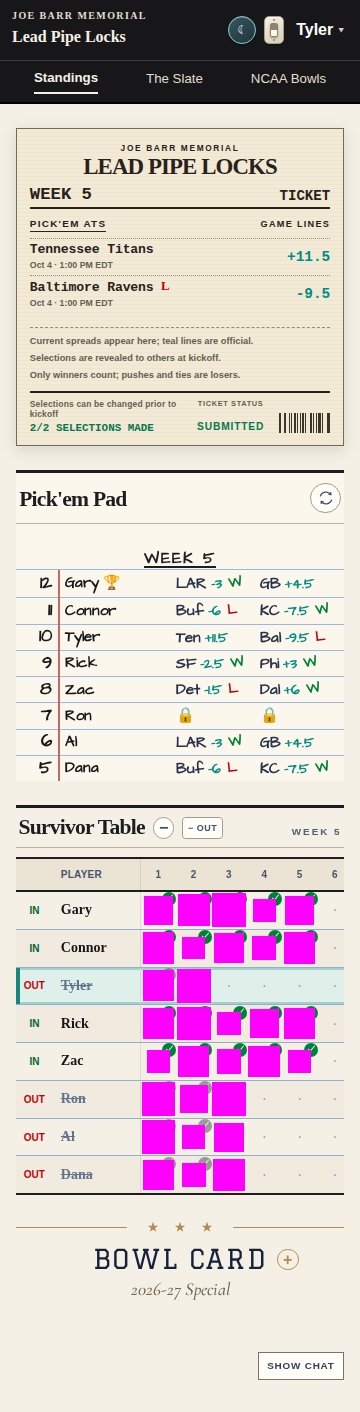 JOE BARR MEMORIAL
Lead Pipe Locks
Tyler
Standings The Slate NCAA Bowls
JOE BARR MEMORIAL
LEAD PIPE LOCKS
WEEK 5 TICKET
PICK'EM ATS GAME LINES
Tennessee Titans +11.5
Oct 4 · 1:00 PM EDT
Baltimore Ravens L -9.5
Oct 4 · 1:00 PM EDT
Current spreads appear here; teal lines are official.
Selections are revealed to others at kickoff.
Only winners count; pushes and ties are losers.
Selections can be changed prior to kickoff
2/2 SELECTIONS MADE
TICKET STATUS
SUBMITTED
Pick'em Pad
WEEK 5
12 Gary 🏆 LAR -3 W GB +4.5
11 Connor Buf -6 L KC -7.5 W
10 Tyler Ten +11.5 Bal -9.5 L
9 Rick SF -2.5 W Phi +3 W
8 Zac Det -1.5 L Dal +6 W
7 Ron 🔒 🔒
6 Al LAR -3 W GB +4.5
5 Dana Buf -6 L KC -7.5 W
Survivor Table − − OUT WEEK 5
PLAYER 1 2 3 4 5 6
IN Gary ·
IN Connor ·
OUT Tyler · · · ·
IN Rick ·
IN Zac ·
OUT Ron · · ·
OUT Al · · · ·
OUT Dana · · ·
★ ★ ★
BOWL CARD +
2026-27 Special
SHOW CHAT